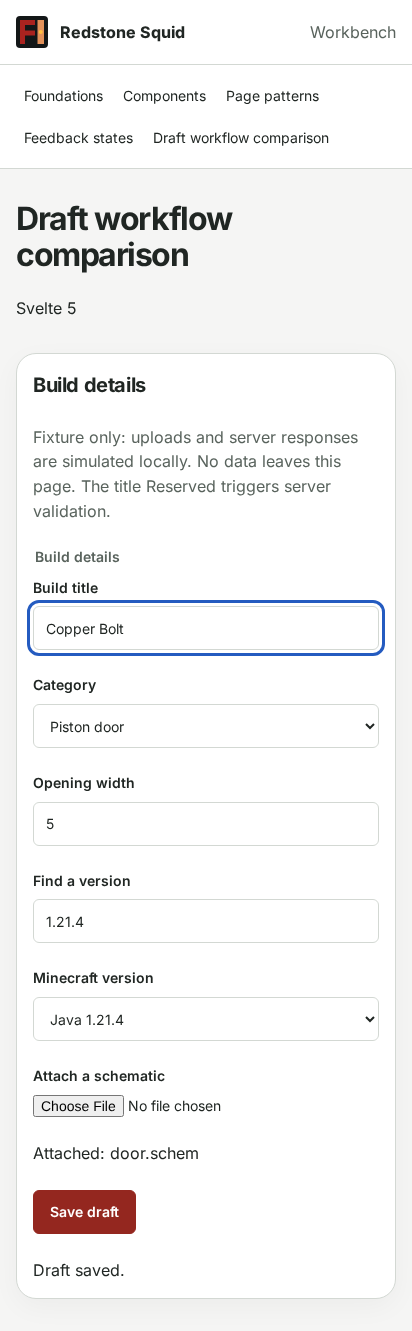 Redstone Squid
Workbench
Foundations
Components
Page patterns
Feedback states
Draft workflow comparison
Draft workflow
comparison
Svelte 5
Build details
Fixture only: uploads and server responses
are simulated locally. No data leaves this
page. The title Reserved triggers server
validation.
Build details
Build title
Copper Bolt
Category
Piston door
Opening width
5
Find a version
1.21.4
Minecraft version
Java 1.21.4
Attach a schematic
Choose File No file chosen
Attached: door.schem
Save draft
Draft saved.